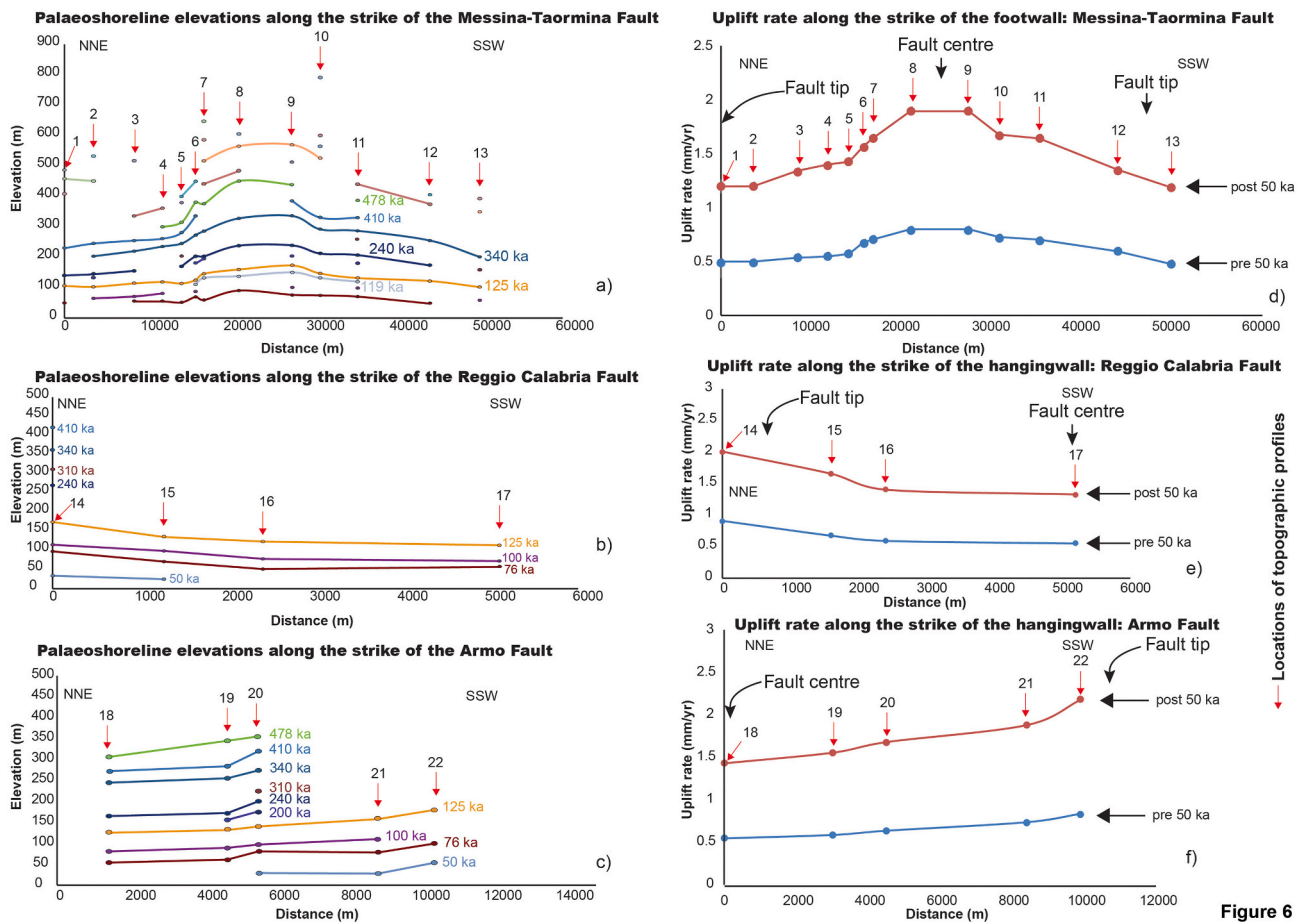 Palaeoshoreline elevations along the strike of the Messina-Taormina Fault
900
800
700
600
500
400
300
200
100
0
Elevation (m)
NNE
SSW
1
2
3
4
5
6
7
8
9
10
11
12
13
478 ka
410 ka
240 ka
340 ka
125 ka
119 ka
a)
0
10000
20000
30000
40000
50000
60000
Distance (m)
Palaeoshoreline elevations along the strike of the Reggio Calabria Fault
500
450
400
350
300
250
200
150
100
50
0
Elevation (m)
NNE
SSW
410 ka
340 ka
310 ka
240 ka
14
15
16
17
125 ka
100 ka
76 ka
50 ka
b)
0
1000
2000
3000
4000
5000
6000
Distance (m)
Palaeoshoreline elevations along the strike of the Armo Fault
500
450
400
350
300
250
200
150
100
50
0
Elevation (m)
NNE
SSW
18
19
20
21
22
478 ka
410 ka
340 ka
310 ka
240 ka
200 ka
125 ka
100 ka
76 ka
50 ka
c)
0
2000
4000
6000
8000
10000
12000
14000
Distance (m)
Uplift rate along the strike of the footwall: Messina-Taormina Fault
2.5
2
1.5
1
0.5
0
Uplift rate (mm/yr)
NNE
SSW
Fault tip
Fault centre
Fault tip
1
2
3
4
5
6
7
8
9
10
11
12
13
post 50 ka
pre 50 ka
d)
0
10000
20000
30000
40000
50000
60000
Distance (m)
Uplift rate along the strike of the hangingwall: Reggio Calabria Fault
3
2.5
2
1.5
1
0.5
0
Uplift rate (mm/yr)
NNE
SSW
Fault tip
Fault centre
14
15
16
17
post 50 ka
pre 50 ka
e)
0
1000
2000
3000
4000
5000
6000
Distance (m)
Uplift rate along the strike of the hangingwall: Armo Fault
3
2.5
2
1.5
1
0.5
0
Uplift rate (mm/yr)
NNE
SSW
Fault centre
Fault tip
18
19
20
21
22
post 50 ka
pre 50 ka
f)
0
2000
4000
6000
8000
10000
12000
Distance (m)
Locations of topographic profiles
Figure 6